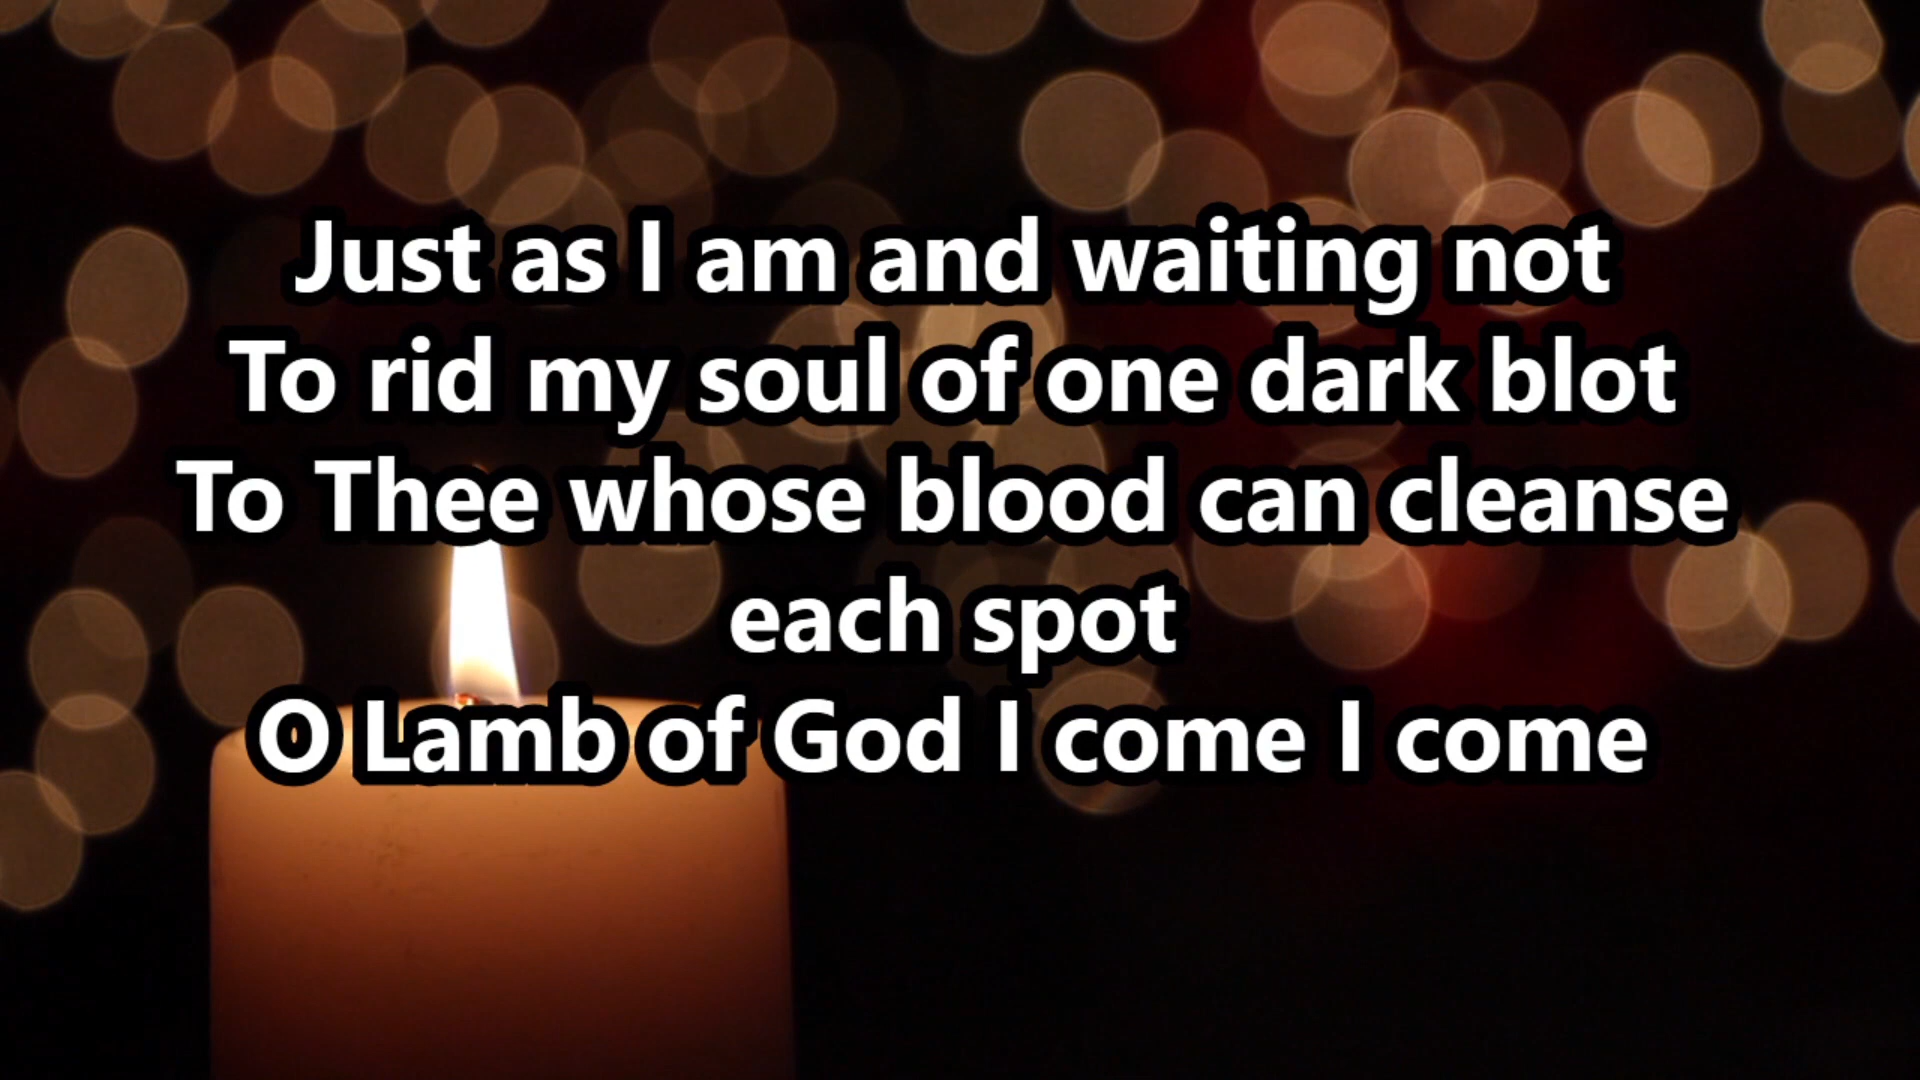 Just as I am and waiting not
To rid my soul of one dark blot
To Thee whose blood can cleanse
each spot
O Lamb of God I come I come